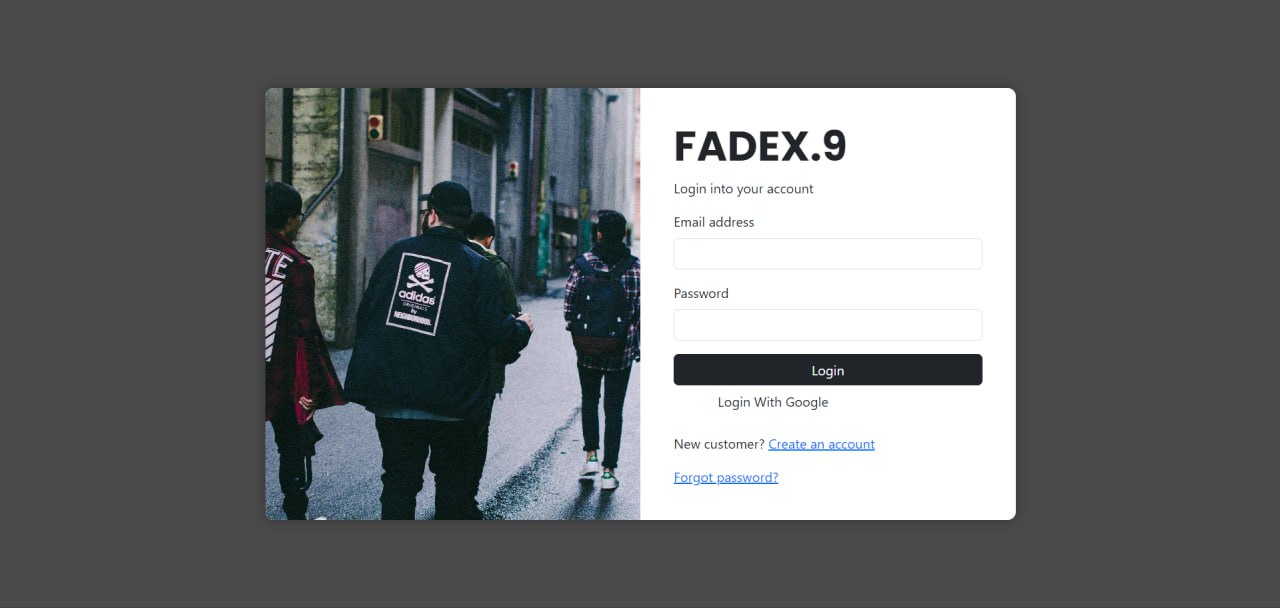 TE
adidas
ORIGINALS
By
NEIGHBORHOOD.
FADEX.9
Login into your account
Email address
Password
Login
Login With Google
New customer? Create an account
Forgot password?